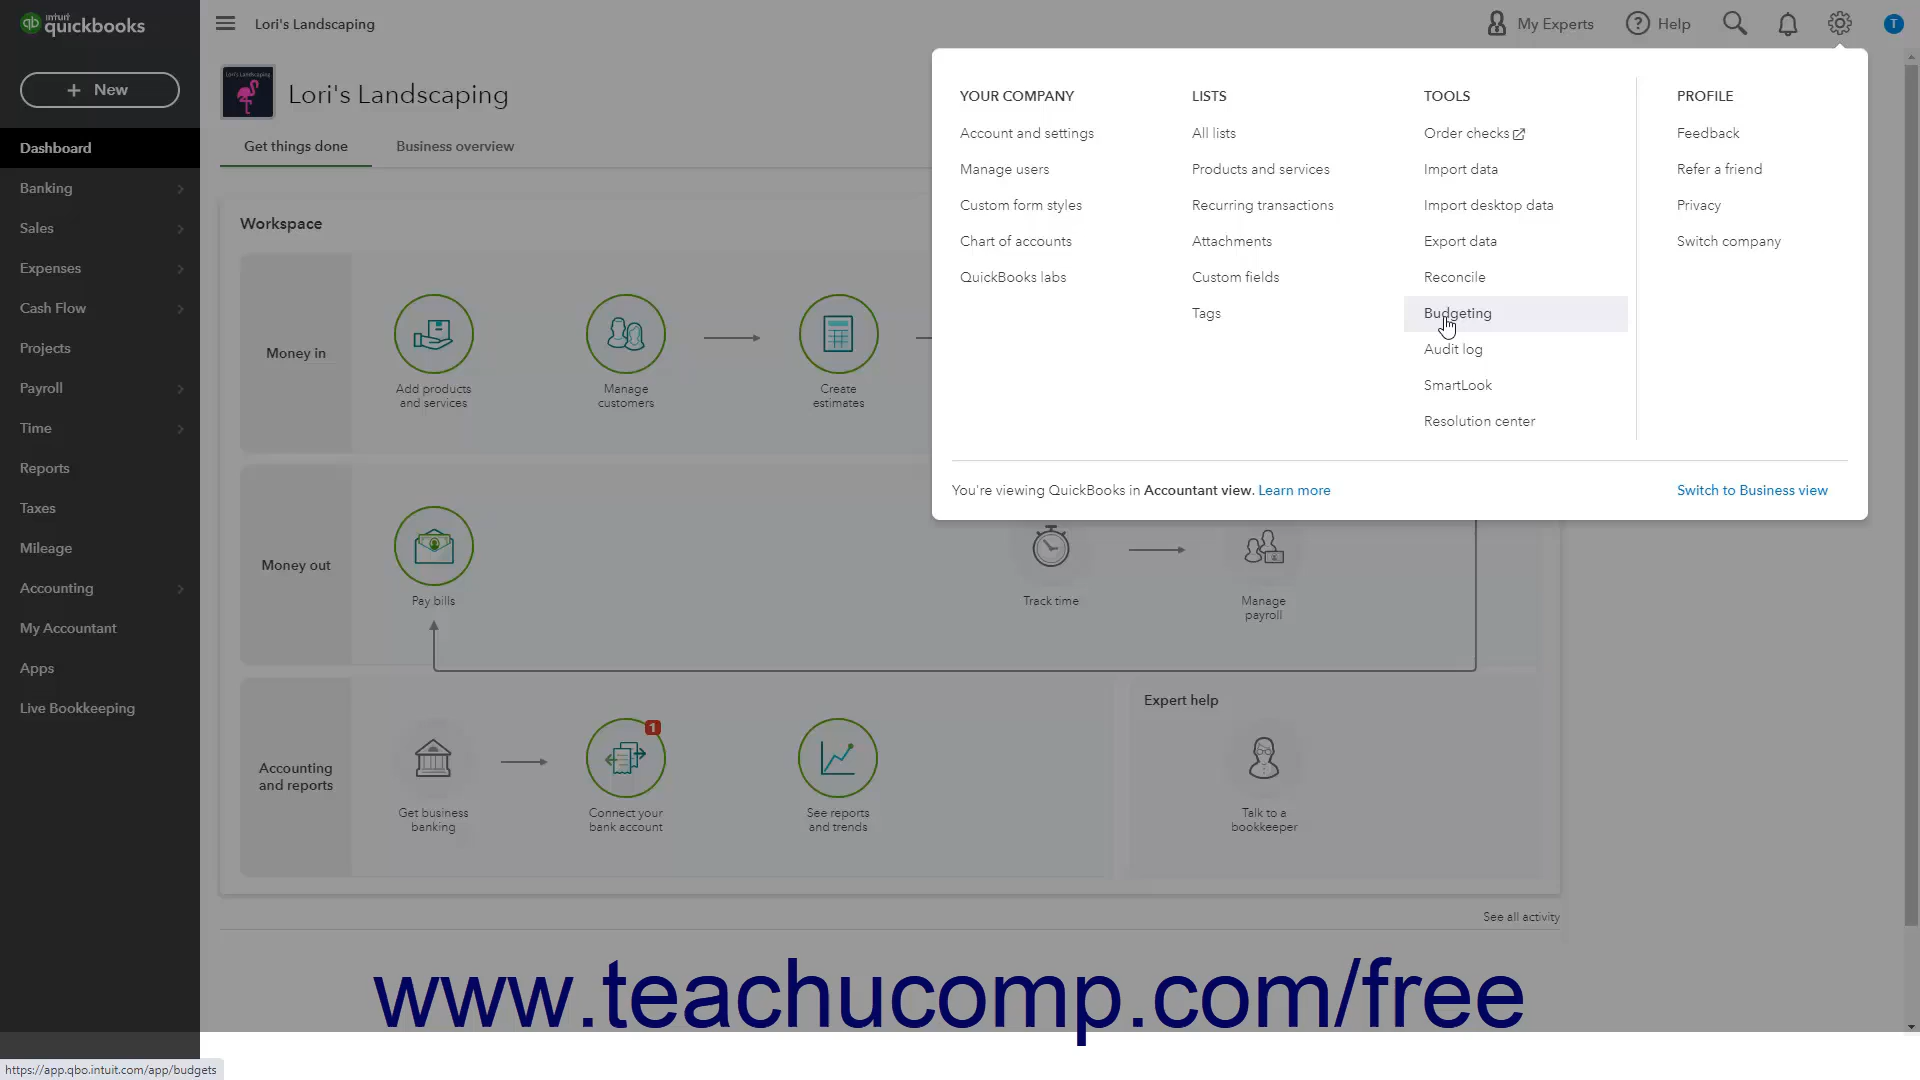 intuit
quickbooks
Lori's Landscaping
My Experts
Help
T
New
Dashboard
Banking
Sales
Expenses
Cash Flow
Projects
Payroll
Time
Reports
Taxes
Mileage
Accounting
My Accountant
Apps
Live Bookkeeping
Lori's Landscaping
Lori's Landscaping
Get things done
Business overview
YOUR COMPANY
Account and settings
Manage users
Custom form styles
Chart of accounts
QuickBooks labs
LISTS
All lists
Products and services
Recurring transactions
Attachments
Custom fields
Tags
TOOLS
Order checks
Import data
Import desktop data
Export data
Reconcile
Budgeting
Audit log
SmartLook
Resolution center
PROFILE
Feedback
Refer a friend
Privacy
Switch company
You're viewing QuickBooks in Accountant view. Learn more
Switch to Business view
Workspace
Money in
Add products
and services
Manage
customers
Create
estimates
Money out
Pay bills
Track time
Manage
payroll
Accounting
and reports
Get business
banking
1
Connect your
bank account
See reports
and trends
Expert help
Talk to a
bookkeeper
See all activity
www.teachucomp.com/free
https://app.qbo.intuit.com/app/budgets